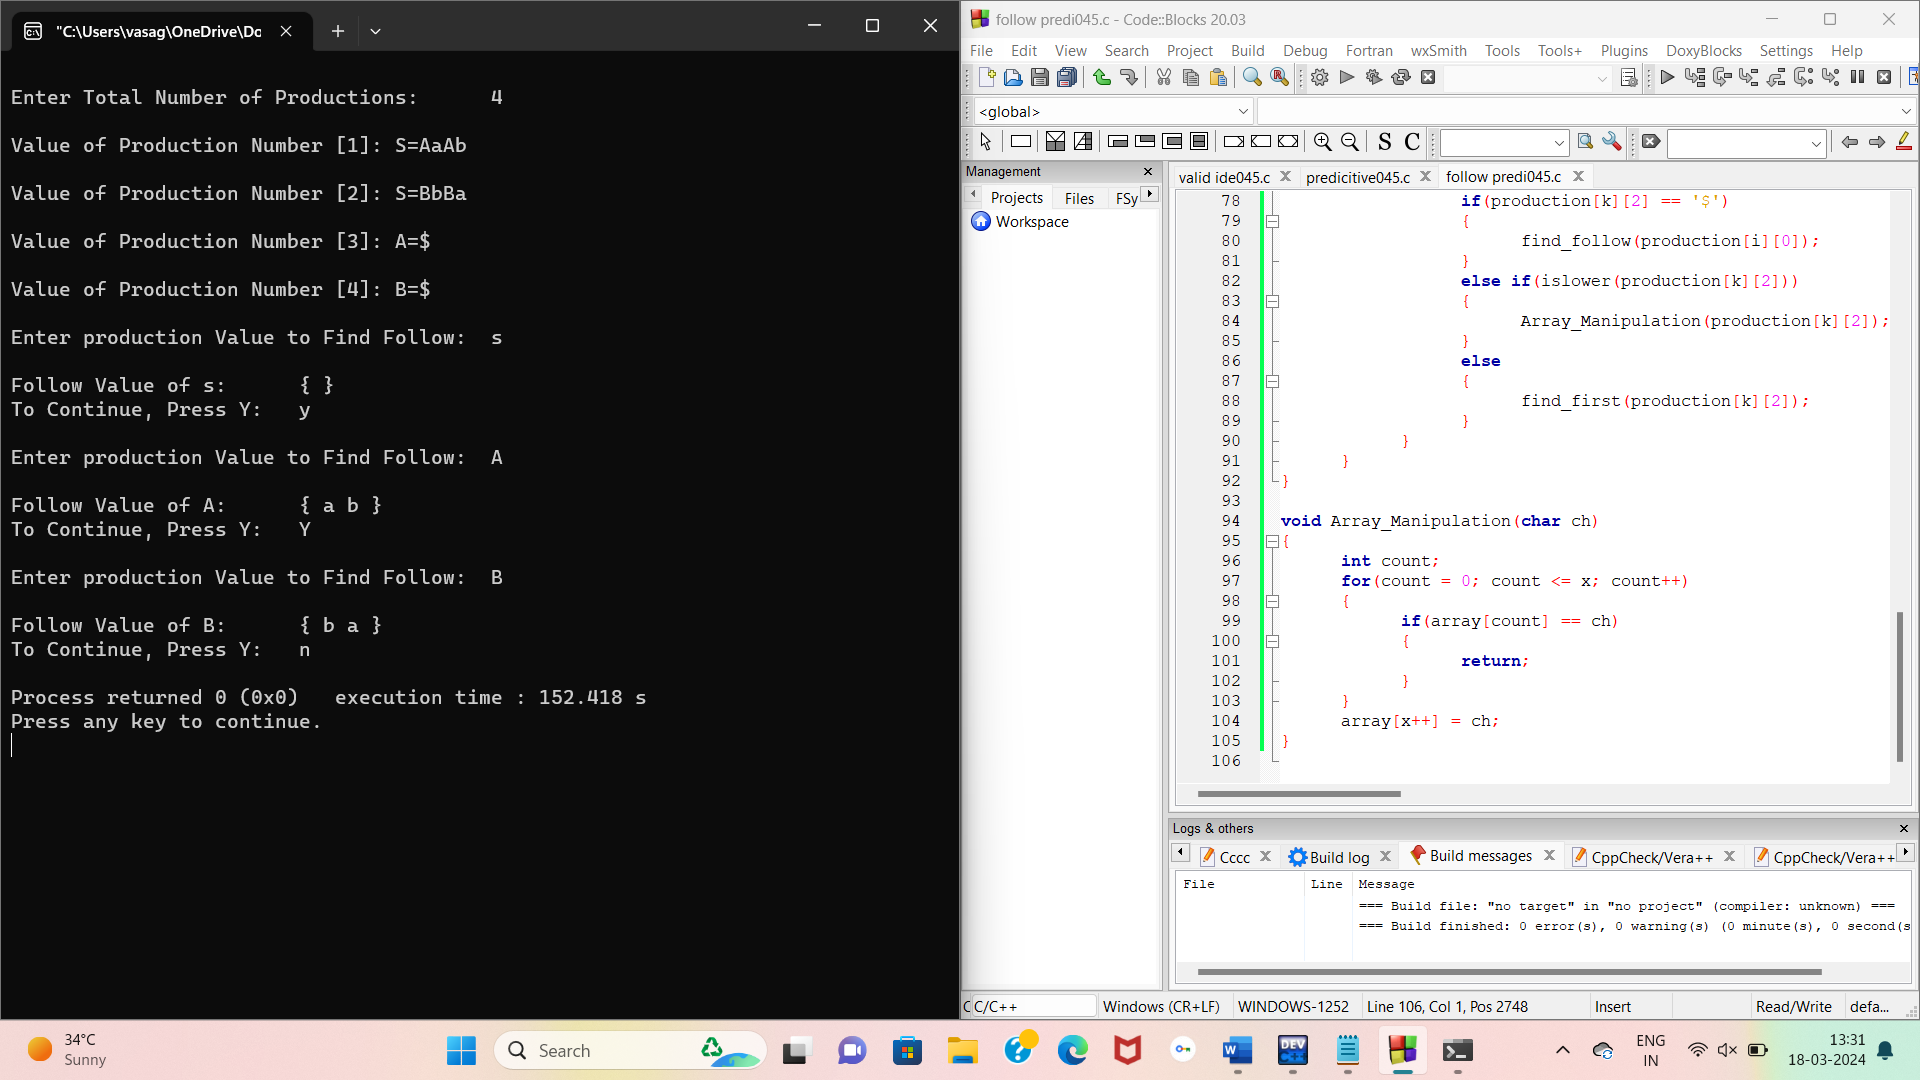 "C:\Users\vasag\OneDrive\Do
Enter Total Number of Productions: 4
Value of Production Number [1]: S=AaAb
Value of Production Number [2]: S=BbBa
Value of Production Number [3]: A=$
Value of Production Number [4]: B=$
Enter production Value to Find Follow: s
Follow Value of s: { }
To Continue, Press Y: y
Enter production Value to Find Follow: A
Follow Value of A: { a b }
To Continue, Press Y: Y
Enter production Value to Find Follow: B
Follow Value of B: { b a }
To Continue, Press Y: n
Process returned 0 (0x0) execution time : 152.418 s
Press any key to continue.
follow predi045.c - Code::Blocks 20.03
File Edit View Search Project Build Debug Fortran wxSmith Tools Tools+ Plugins DoxyBlocks Settings Help
<global>
S C
Management
Projects Files FSy
Workspace
valid ide045.c predicitive045.c follow predi045.c
78 if(production[k][2] == '$')
79 {
80 find_follow(production[i][0]);
81 }
82 else if(islower(production[k][2]))
83 {
84 Array_Manipulation(production[k][2]);
85 }
86 else
87 {
88 find_first(production[k][2]);
89 }
90 }
91 }
92 }
93
94 void Array_Manipulation(char ch)
95 {
96 int count;
97 for(count = 0; count <= x; count++)
98 {
99 if(array[count] == ch)
100 {
101 return;
102 }
103 }
104 array[x++] = ch;
105 }
106
Logs & others
Cccc Build log Build messages CppCheck/Vera++ CppCheck/Vera++
File Line Message
=== Build file: "no target" in "no project" (compiler: unknown) ===
=== Build finished: 0 error(s), 0 warning(s) (0 minute(s), 0 second(s
C C/C++ Windows (CR+LF) WINDOWS-1252 Line 106, Col 1, Pos 2748 Insert Read/Write defa...
34°C
Sunny
Search
DEV
ENG
IN
13:31
18-03-2024